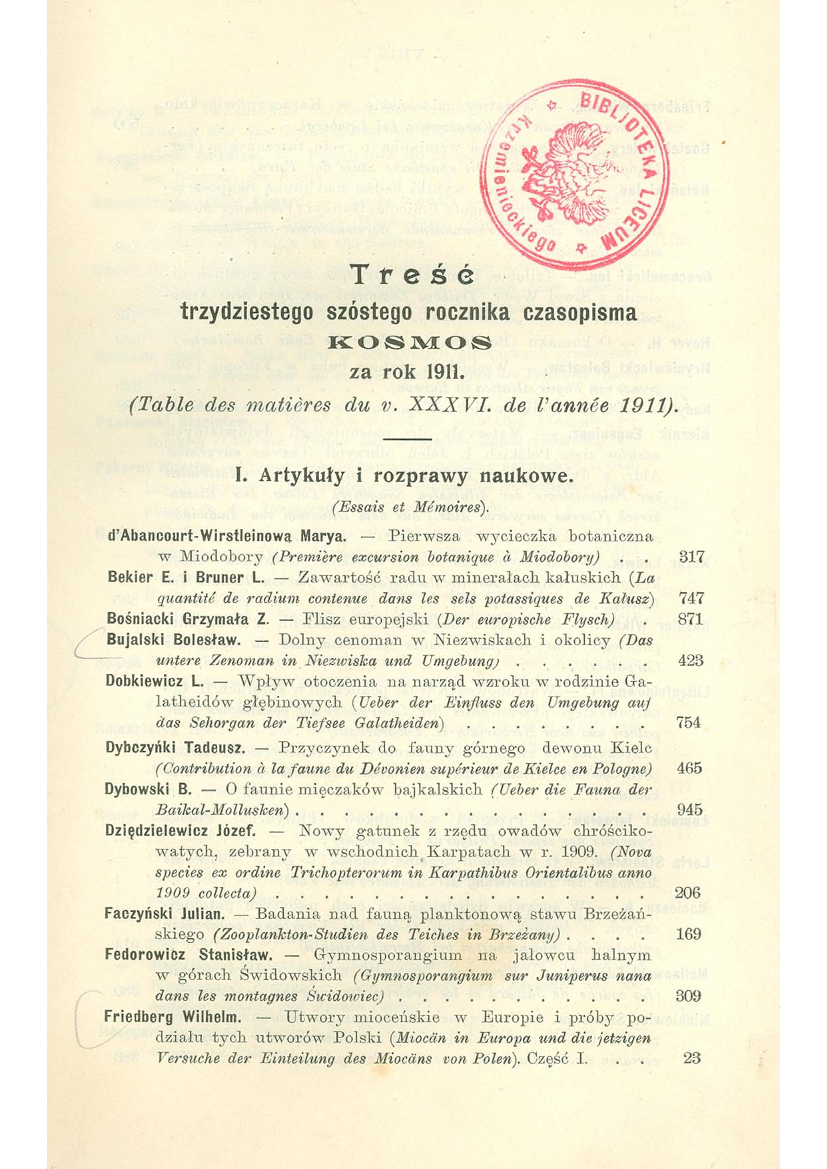 BIBLJOTEKA LICEUM
Krzemienieckiego
Treść
trzydziestego szóstego rocznika czasopisma
KOSMOS
za rok 1911.
(Table des matières du v. XXXVI. de l'année 1911).
I. Artykuły i rozprawy naukowe.
(Essais et Mémoires).
d'Abancourt-Wirstleinową Marya. — Pierwsza wycieczka botaniczna
w Miodobory (Première excursion botanique à Miodobory) . . 317
Bekier E. i Bruner L. — Zawartość radu w minerałach kałuskich (La
quantité de radium contenue dans les sels potassiques de Kałusz) 747
Bośniacki Grzymała Z. — Flisz europejski (Der europische Flysch) . 871
Bujalski Bolesław. — Dolny cenoman w Niezwiskach i okolicy (Das
untere Zenoman in Niezwiska und Umgebung) . . . . . . 423
Dobkiewicz L. — Wpływ otoczenia na narząd wzroku w rodzinie Ga-
latheidów głębinowych (Ueber der Einfluss den Umgebung auf
das Sehorgan der Tiefsee Galatheiden) . . . . . . . . . 754
Dybczyńki Tadeusz. — Przyczynek do fauny górnego dewonu Kielc
(Contribution à la faune du Dévonien supérieur de Kielce en Pologne) 465
Dybowski B. — O faunie mięczaków bajkalskich (Ueber die Fauna der
Baikal-Mollusken) . . . . . . . . . . . . . . . . . . 945
Dziędzielewicz Józef. — Nowy gatunek z rzędu owadów chróściko-
watych, zebrany w wschodnich Karpatach w r. 1909. (Nova
species ex ordine Trichopterorum in Karpathibus Orientalibus anno
1909 collecta) . . . . . . . . . . . . . . . . . . . 206
Faczyński Julian. — Badania nad fauną planktonową stawu Brzeżań-
skiego (Zooplankton-Studien des Teiches in Brzeżany) . . . . 169
Fedorowicz Stanisław. — Gymnosporangium na jałowcu halnym
w górach Świdowskich (Gymnosporangium sur Juniperus nana
dans les montagnes Świdowiec) . . . . . . . . . . . . 309
Friedberg Wilhelm. — Utwory mioceńskie w Europie i próby po-
działu tych utworów Polski (Miocän in Europa und die jetzigen
Versuche der Einteilung des Miocäns von Polen). Część I. . . 23